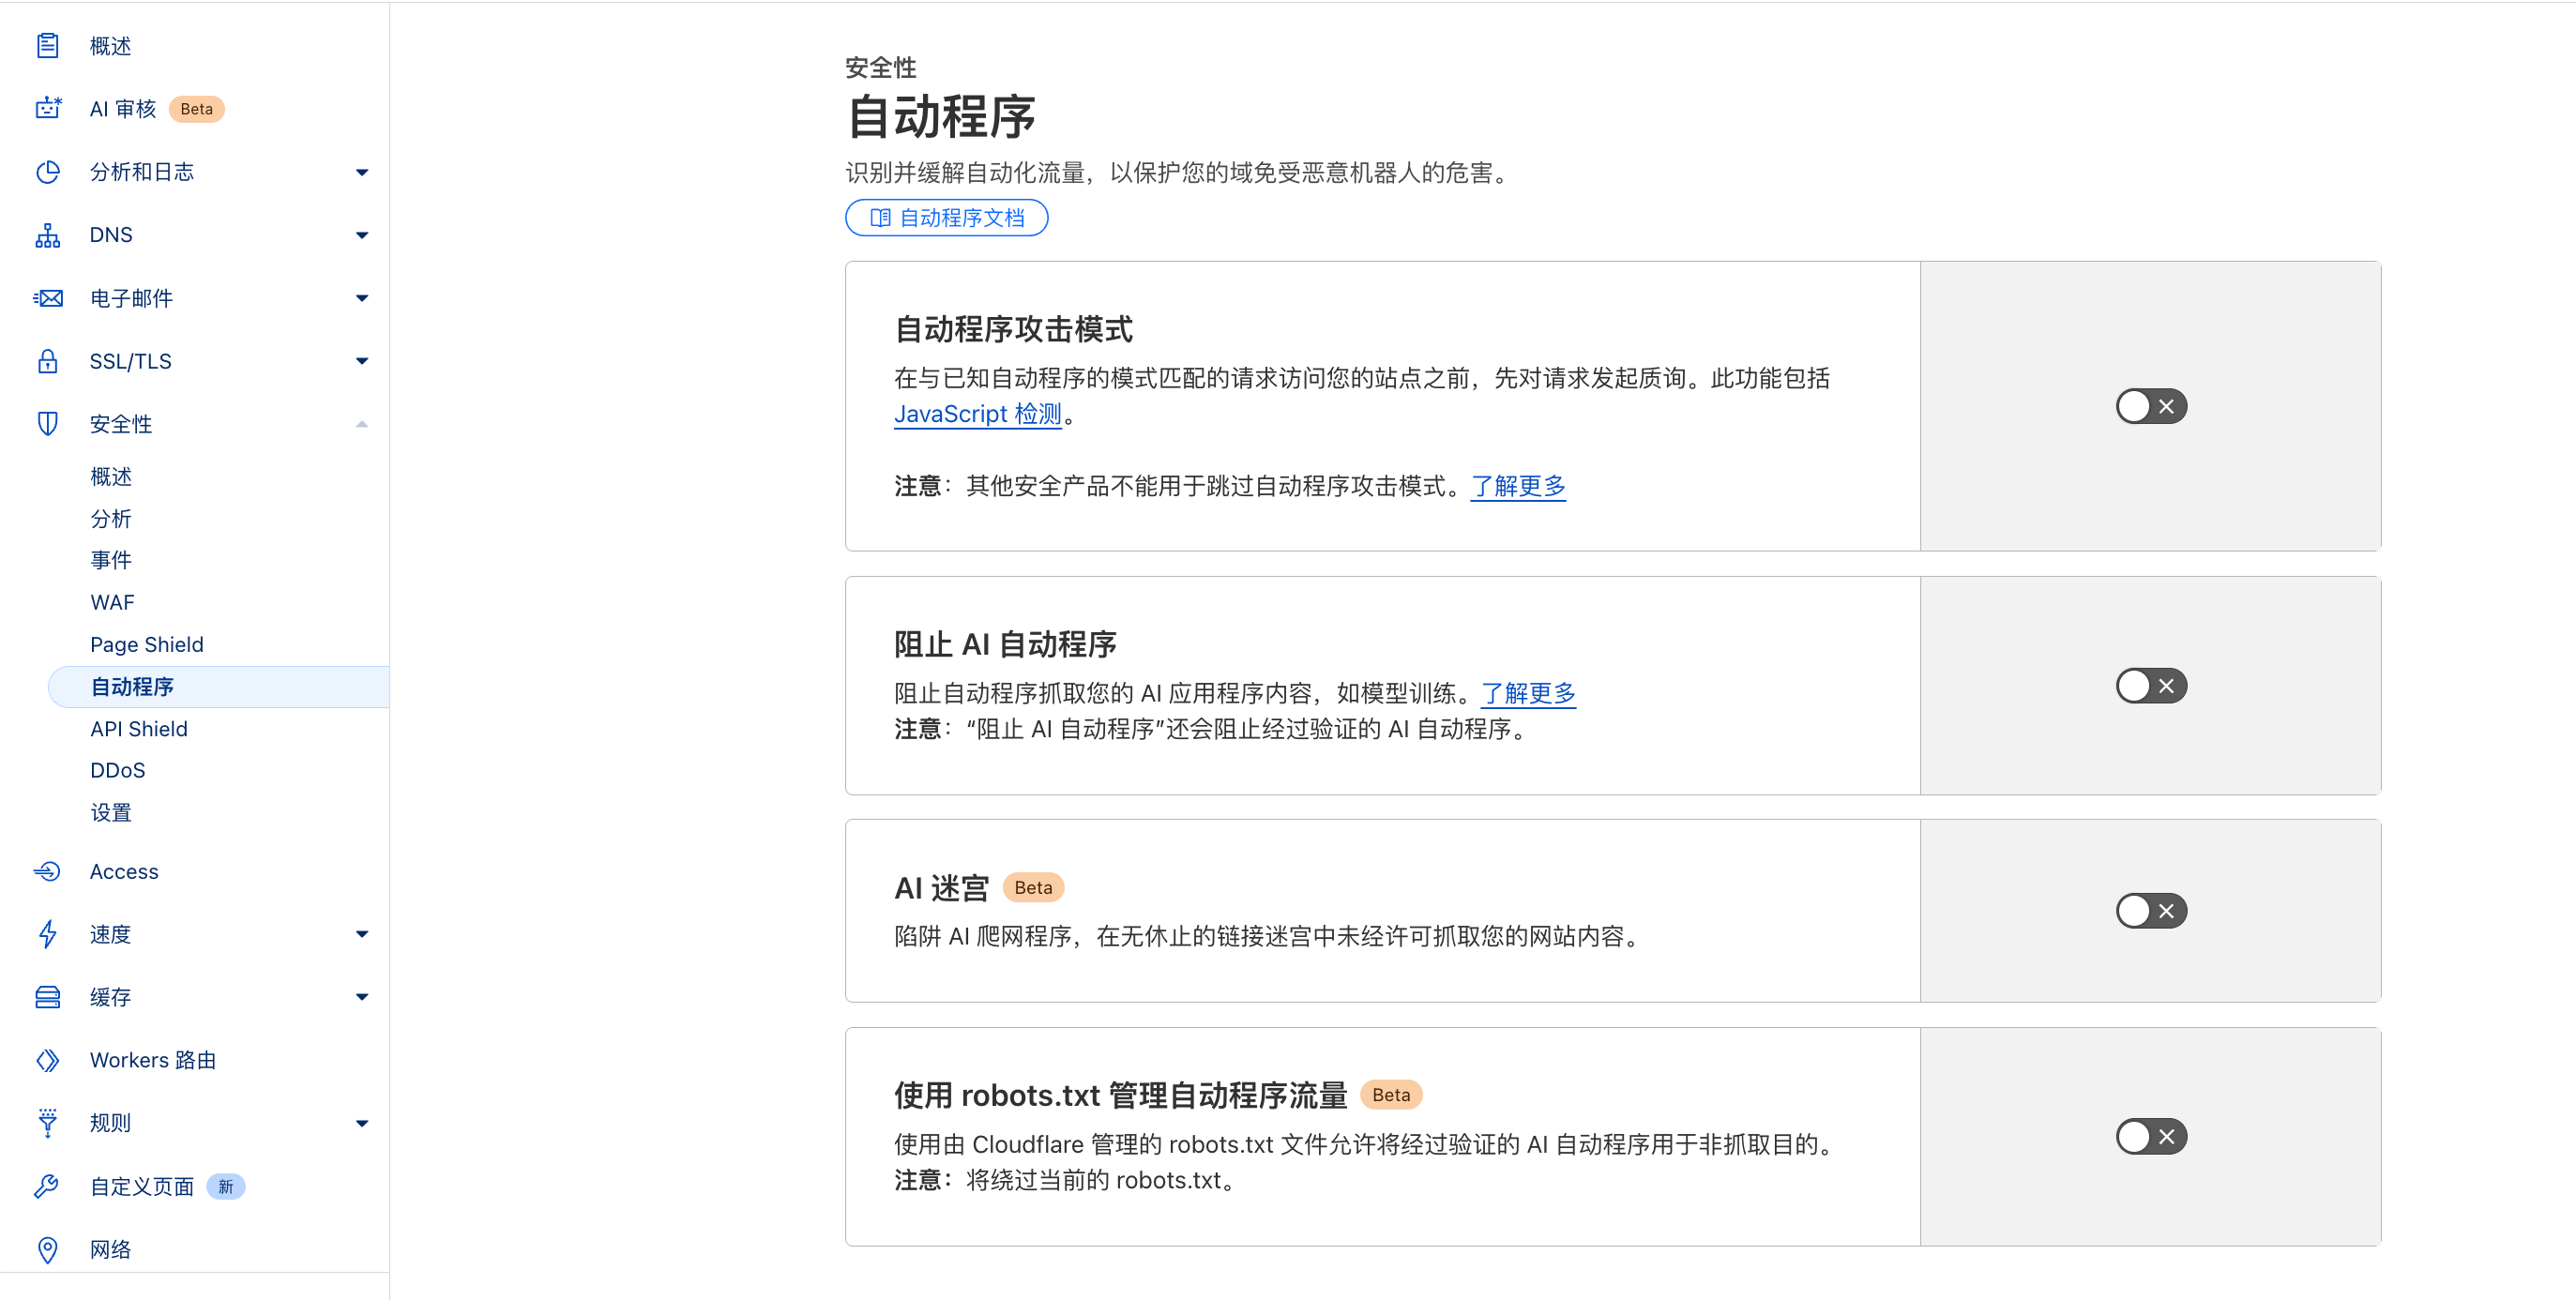 概述
AI 审核 Beta
分析和日志
DNS
电子邮件
SSL/TLS
安全性
概述
分析
事件
WAF
Page Shield
自动程序
API Shield
DDoS
设置
Access
速度
缓存
Workers 路由
规则
自定义页面 新
网络
安全性
自动程序
识别并缓解自动化流量，以保护您的域免受恶意机器人的危害。
自动程序文档
自动程序攻击模式
在与已知自动程序的模式匹配的请求访问您的站点之前，先对请求发起质询。此功能包括
JavaScript 检测。
注意：其他安全产品不能用于跳过自动程序攻击模式。了解更多
阻止 AI 自动程序
阻止自动程序抓取您的 AI 应用程序内容，如模型训练。了解更多
注意：“阻止 AI 自动程序”还会阻止经过验证的 AI 自动程序。
AI 迷宫 Beta
陷阱 AI 爬网程序，在无休止的链接迷宫中未经许可抓取您的网站内容。
使用 robots.txt 管理自动程序流量 Beta
使用由 Cloudflare 管理的 robots.txt 文件允许将经过验证的 AI 自动程序用于非抓取目的。
注意：将绕过当前的 robots.txt。